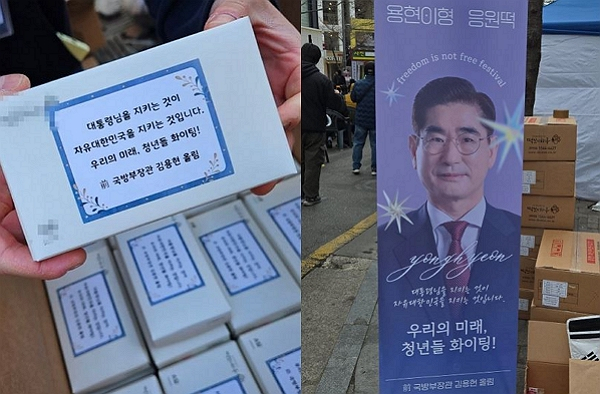 대통령님을 지키는 것이
자유대한민국을 지키는 것입니다.
우리의 미래, 청년들 화이팅!
前 국방부장관 김용현 올림
용현이형 응원떡
freedom is not free festival
yonghyeon
대통령님을 지키는 것이
자유대한민국을 지키는 것입니다.
우리의 미래,
청년들 화이팅!
前 국방부장관 김용현 올림